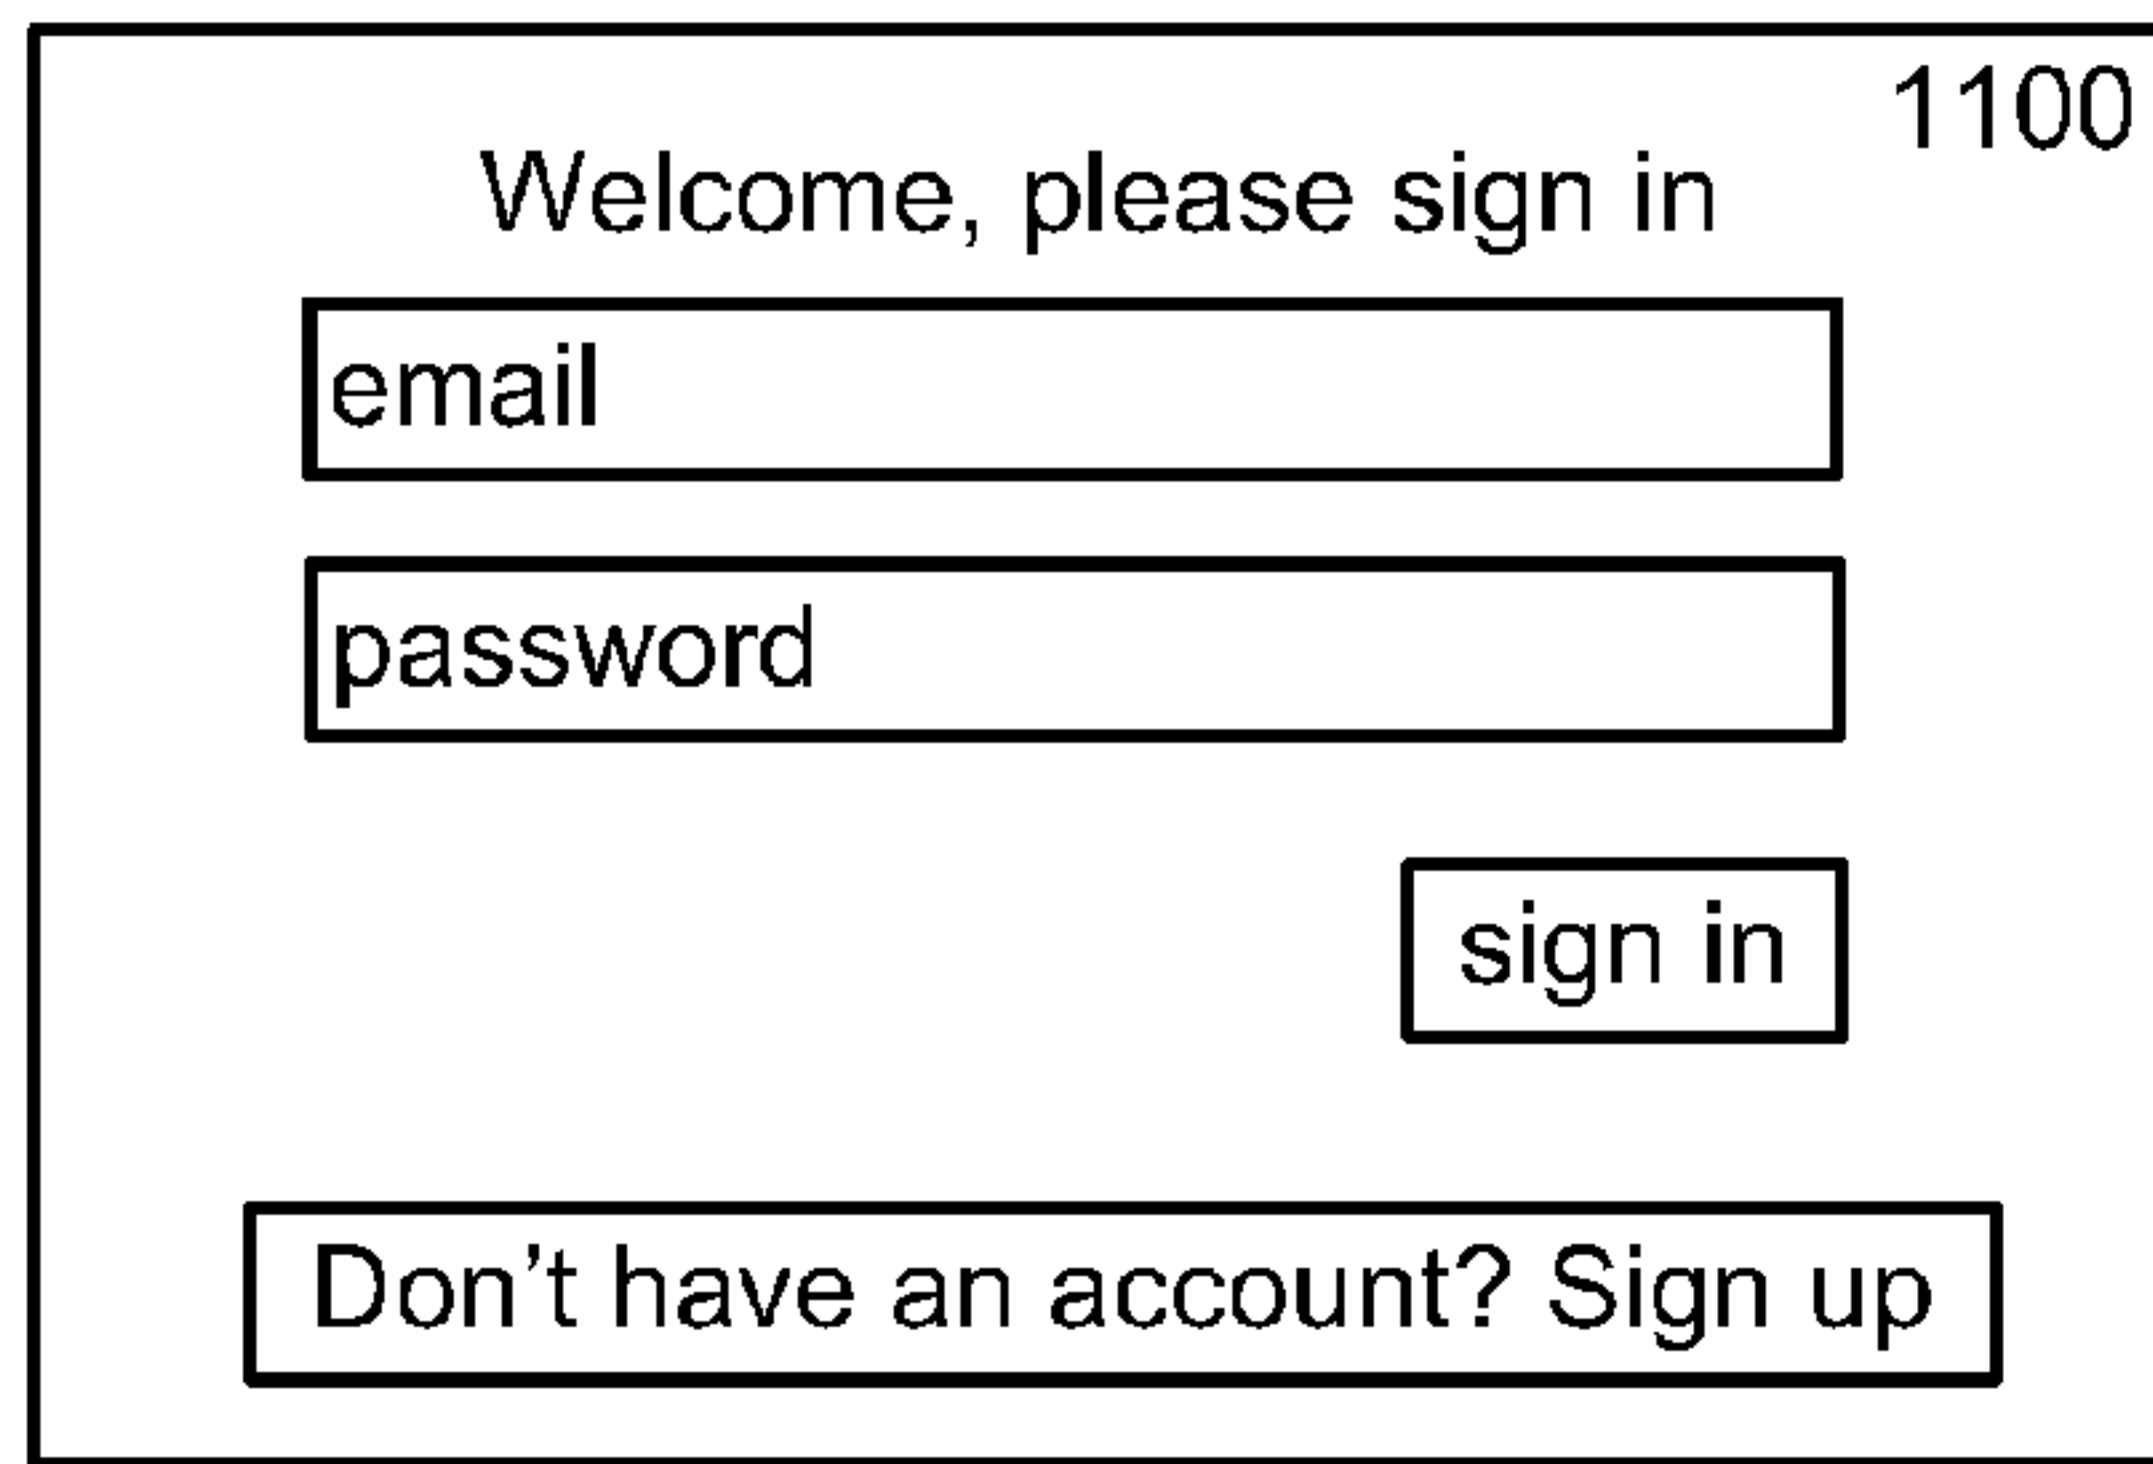 1100
Welcome, please sign in
email
password
sign in
Don’t have an account? Sign up